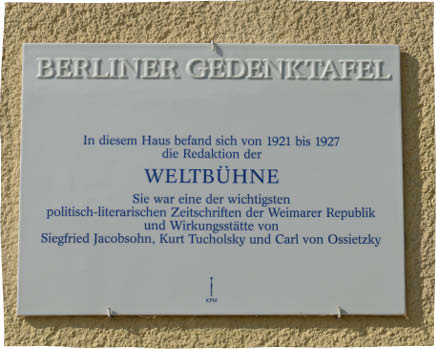 BERLINER GEDENKTAFEL
In diesem Haus befand sich von 1921 bis 1927
die Redaktion der
WELTBÜHNE
Sie war eine der wichtigsten
politisch-literarischen Zeitschriften der Weimarer Republik
und Wirkungsstätte von
Siegfried Jacobsohn, Kurt Tucholsky und Carl von Ossietzky
KPM